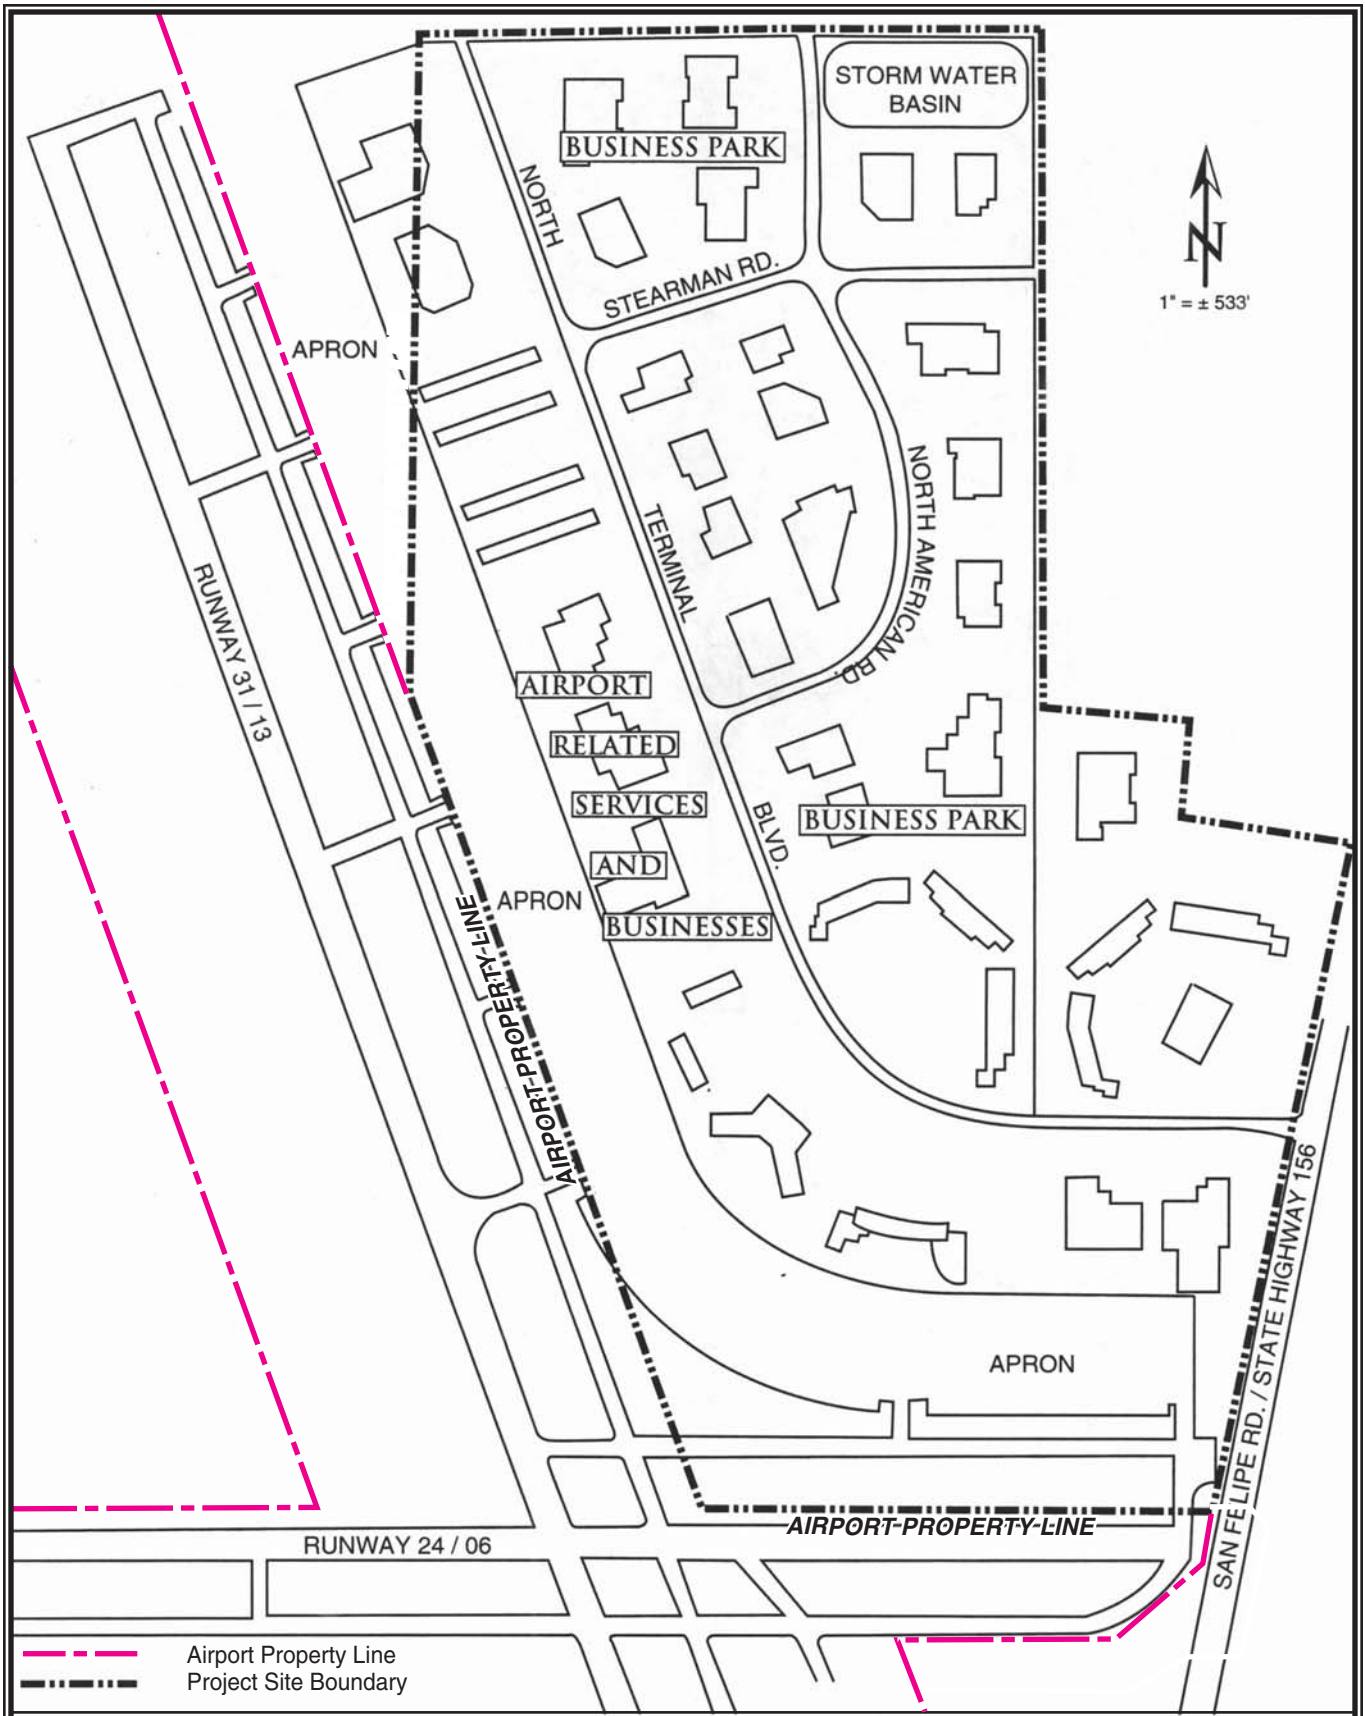 STORM WATER
BASIN
BUSINESS PARK
NORTH
STEARMAN RD.
N
1" = ± 533'
APRON
NORTH AMERICAN RD.
TERMINAL
RUNWAY 31 / 13
AIRPORT
RELATED
SERVICES
AND
BUSINESSES
BLVD.
BUSINESS PARK
APRON
AIRPORT PROPERTY LINE
SAN FELIPE RD. / STATE HIGHWAY 156
APRON
AIRPORT PROPERTY LINE
RUNWAY 24 / 06
Airport Property Line
Project Site Boundary